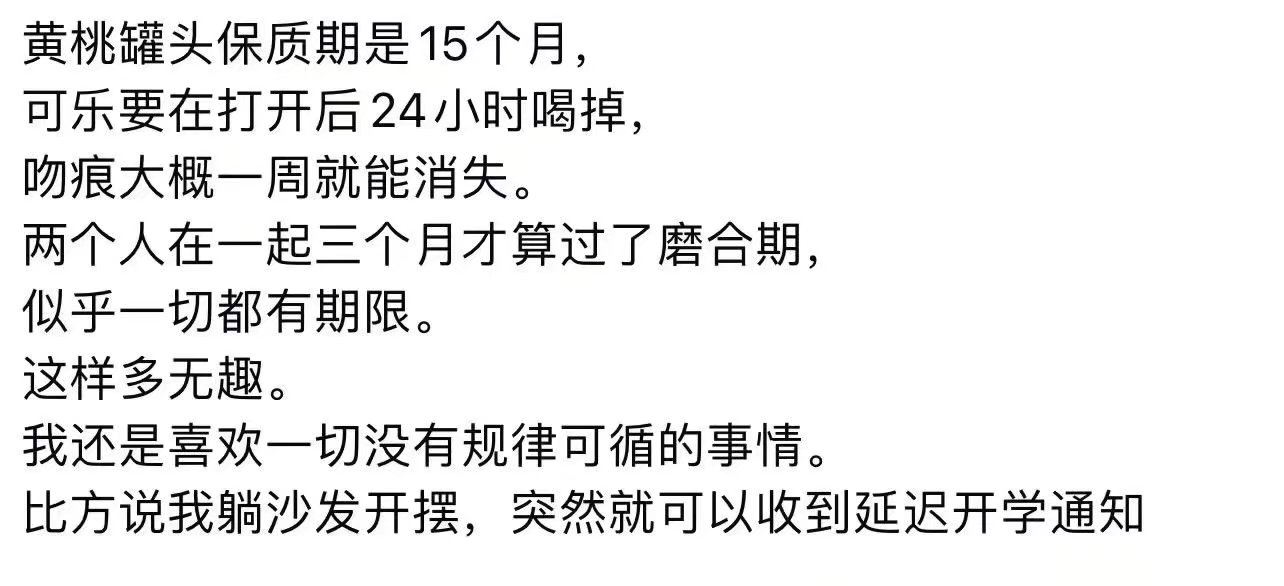 黄桃罐头保质期是15个月，
可乐要在打开后24小时喝掉，
吻痕大概一周就能消失。
两个人在一起三个月才算过了磨合期，
似乎一切都有期限。
这样多无趣。
我还是喜欢一切没有规律可循的事情。
比方说我躺沙发开摆，突然就可以收到延迟开学通知